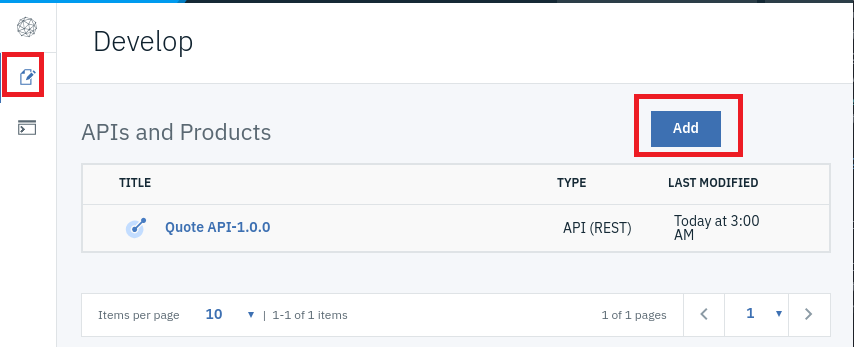 Develop
APIs and Products
Add
TITLE TYPE LAST MODIFIED
Quote API-1.0.0 API (REST) Today at 3:00
AM
Items per page 10 ▾ | 1-1 of 1 items 1 of 1 pages 1 ▾